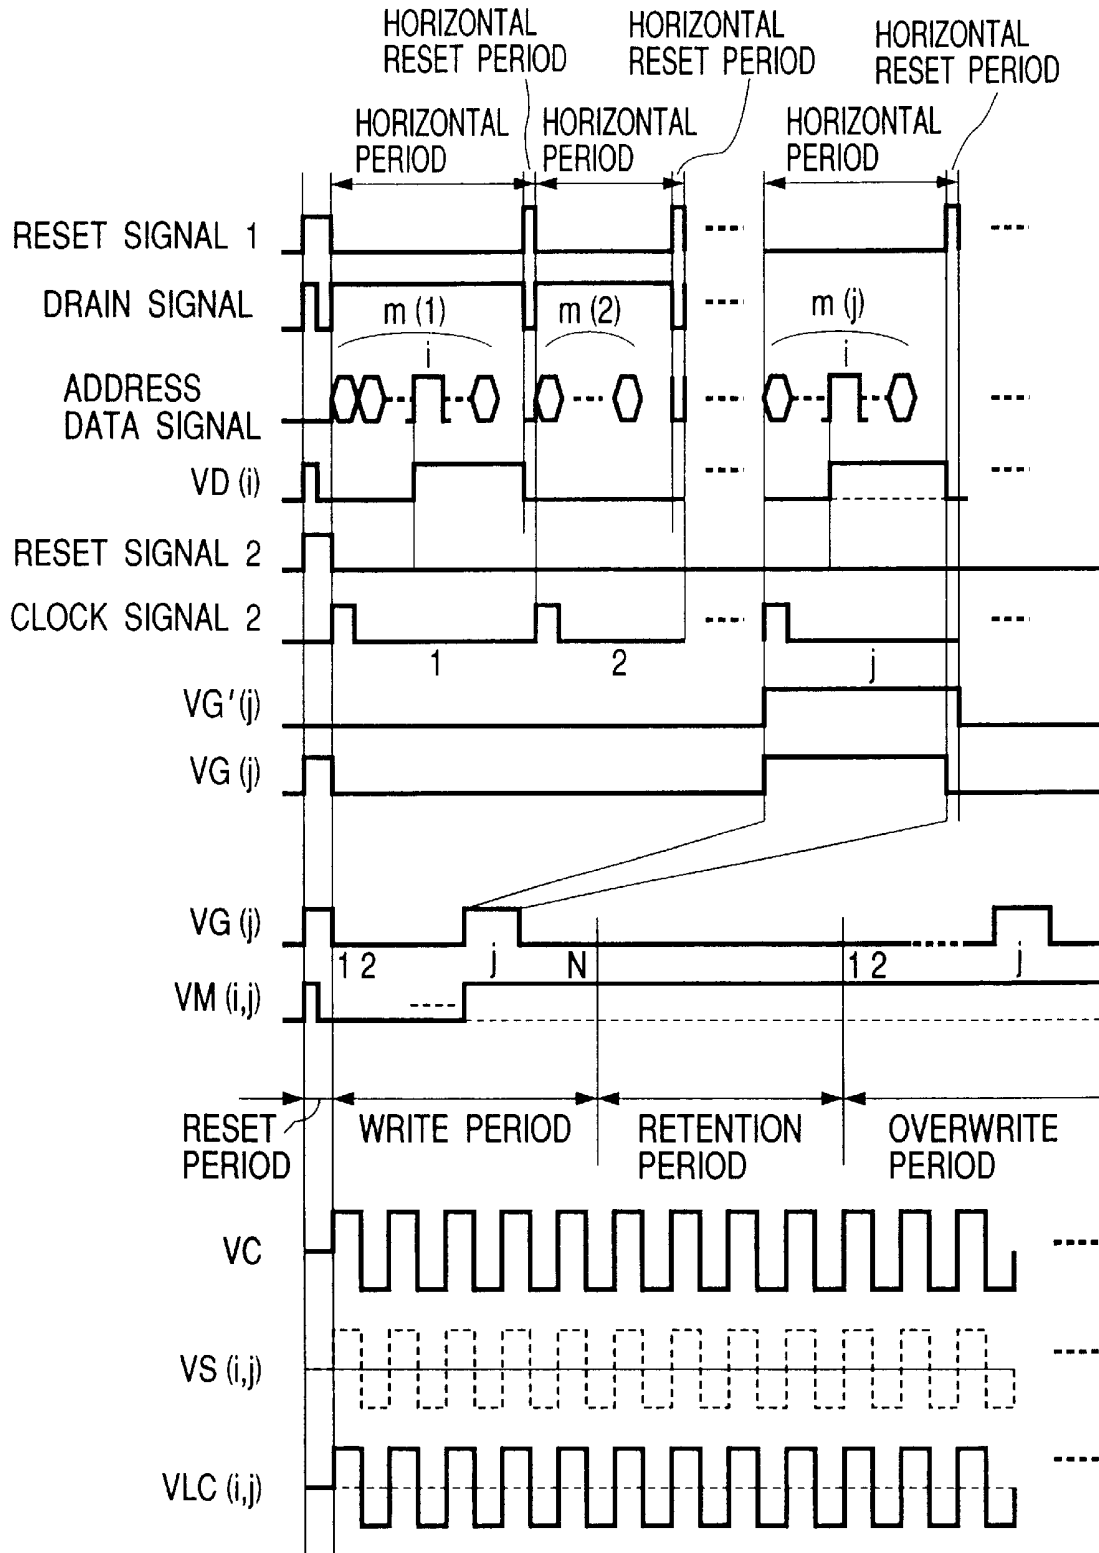 HORIZONTAL
RESET PERIOD
HORIZONTAL
RESET PERIOD
HORIZONTAL
RESET PERIOD
HORIZONTAL
PERIOD
HORIZONTAL
PERIOD
HORIZONTAL
PERIOD
RESET SIGNAL 1
DRAIN SIGNAL
m (1)
m (2)
m (j)
i
i
ADDRESS
DATA SIGNAL
VD (i)
RESET SIGNAL 2
CLOCK SIGNAL 2
1
2
j
VG' (j)
VG (j)
VG (j)
1 2
j
N
1 2
j
VM (i,j)
RESET
PERIOD
WRITE PERIOD
RETENTION
PERIOD
OVERWRITE
PERIOD
VC
VS (i,j)
VLC (i,j)